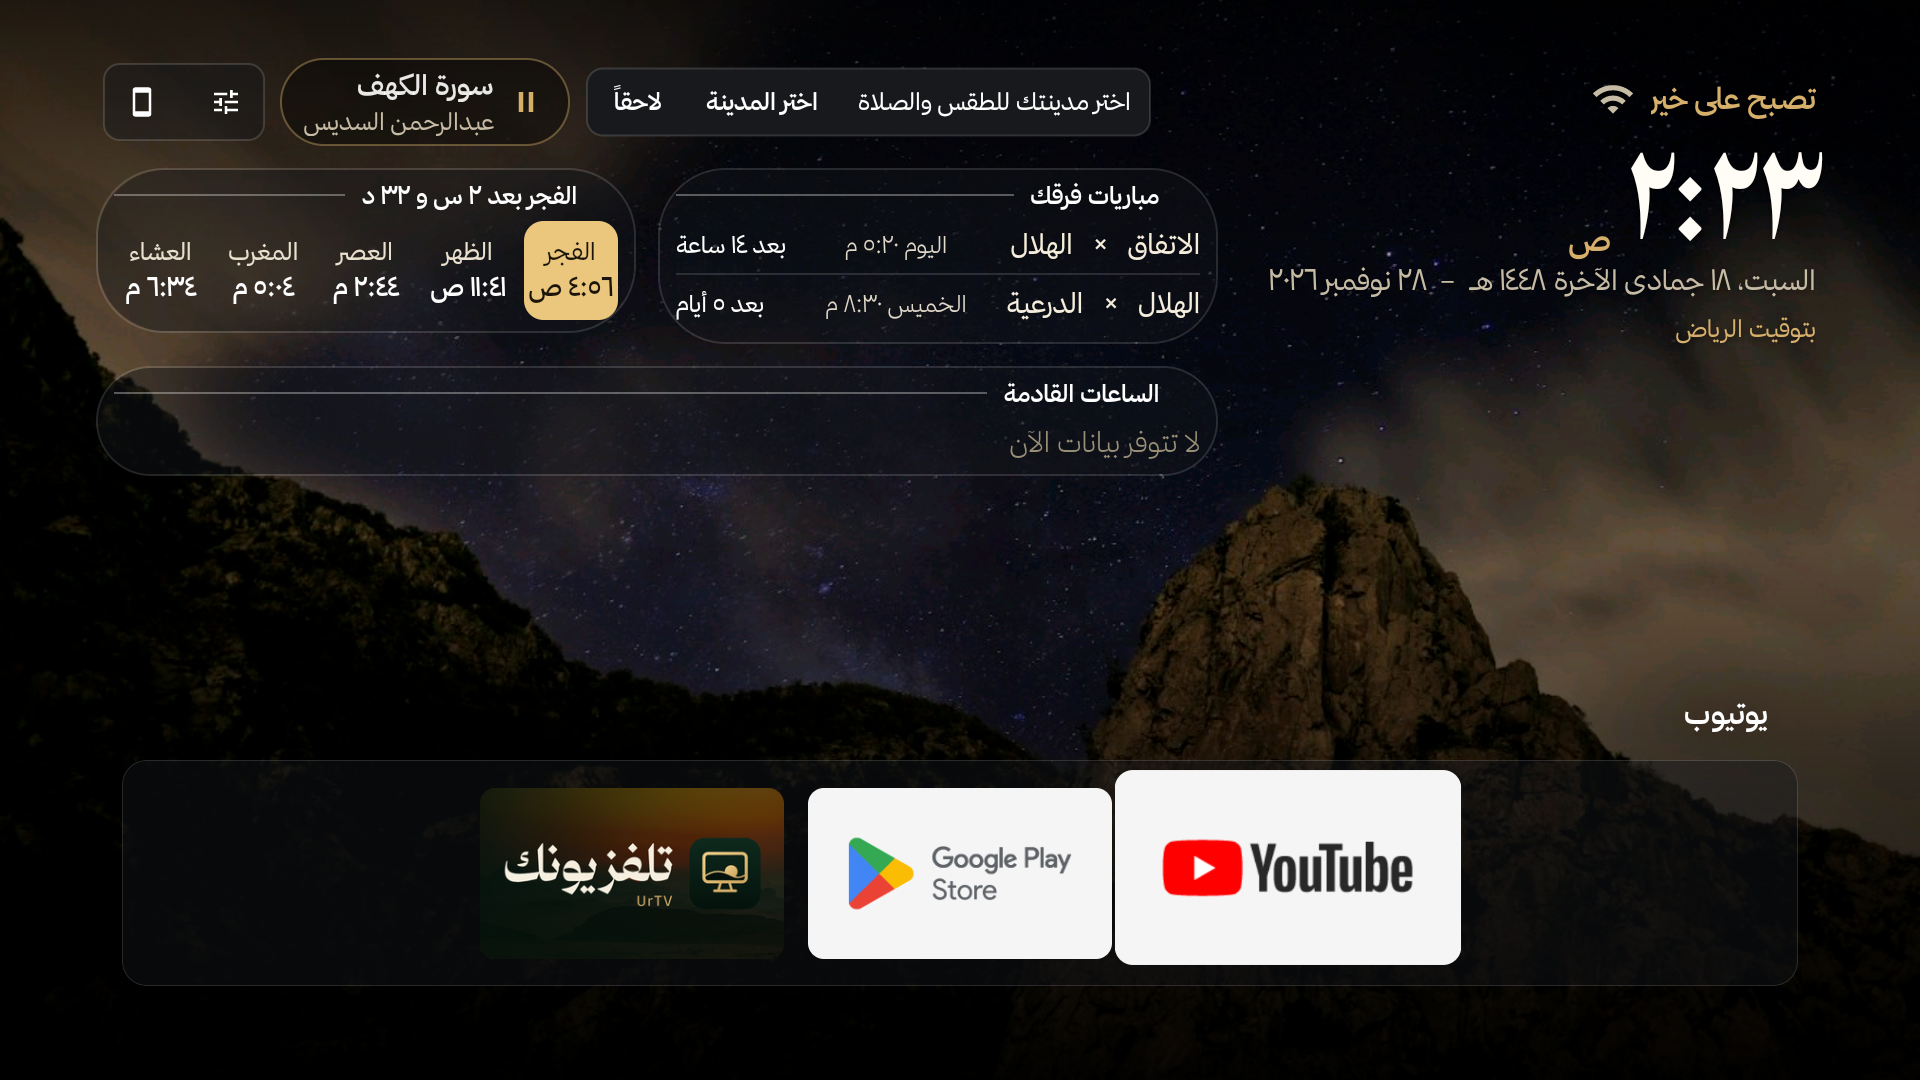 تصبح على خير
٢:٢٣ ص
السبت، ١٨ جمادى الآخرة ١٤٤٨ هـ – ٢٨ نوفمبر ٢٠٢٦
بتوقيت الرياض
اختر مدينتك للطقس والصلاة اختر المدينة لاحقاً
سورة الكهف
عبدالرحمن السديس
مباريات فرقك
الاتفاق × الهلال اليوم ٥:٢٠ م بعد ١٤ ساعة
الهلال × الدرعية الخميس ٨:٣٠ م بعد ٥ أيام
الفجر بعد ٢ س و ٣٢ د
الفجر الظهر العصر المغرب العشاء
٤:٥٦ ص ١١:٤١ ص ٢:٤٤ م ٥:٠٤ م ٦:٣٤ م
الساعات القادمة
لا تتوفر بيانات الآن
يوتيوب
YouTube
Google Play
Store
تلفزيونك
UrTV